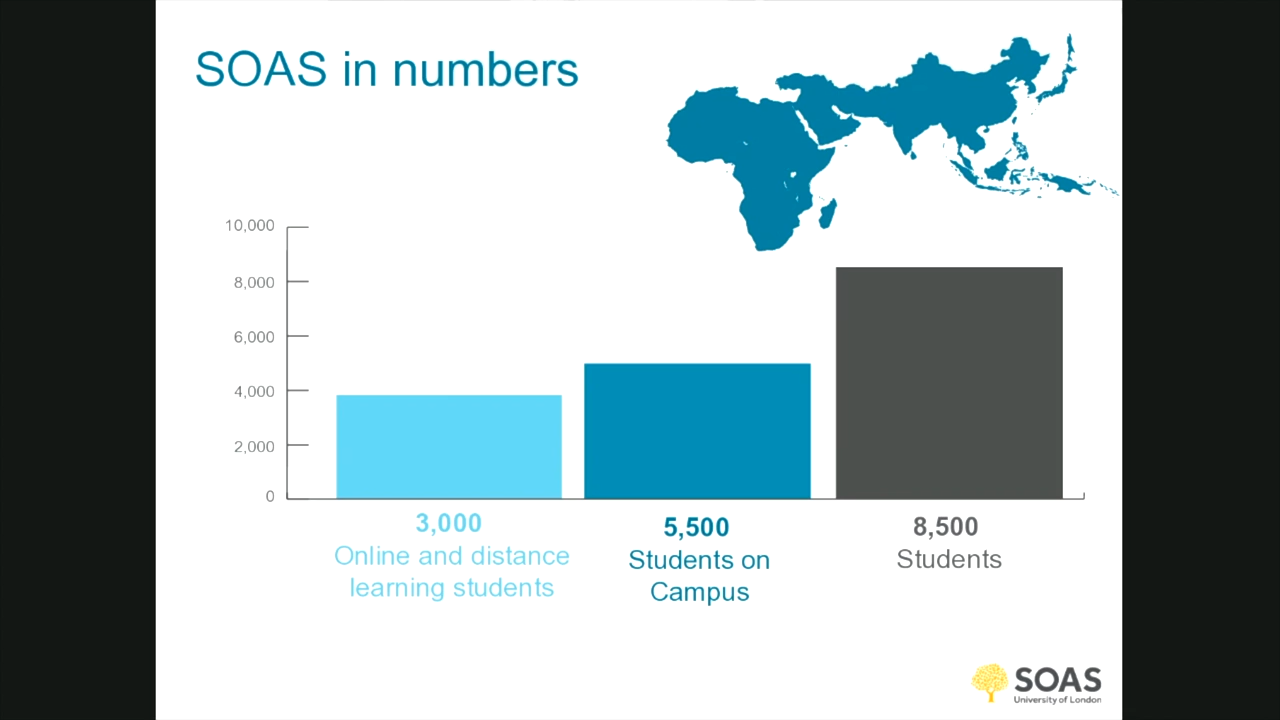 SOAS in numbers
10,000
8,000
6,000
4,000
2,000
0
3,000
Online and distance
learning students
5,500
Students on
Campus
8,500
Students
SOAS
University of London